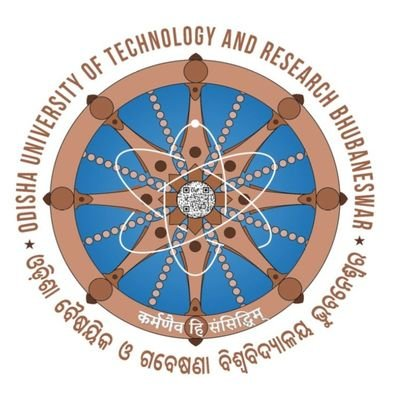 ODISHA UNIVERSITY OF TECHNOLOGY AND RESEARCH BHUBANESWAR
कर्मणैव हि संसिद्धिम्
ଓଡ଼ିଶା ବୈଷୟିକ ଓ ଗବେଷଣା ବିଶ୍ୱବିଦ୍ୟାଳୟ ଭୁବନେଶ୍ୱର